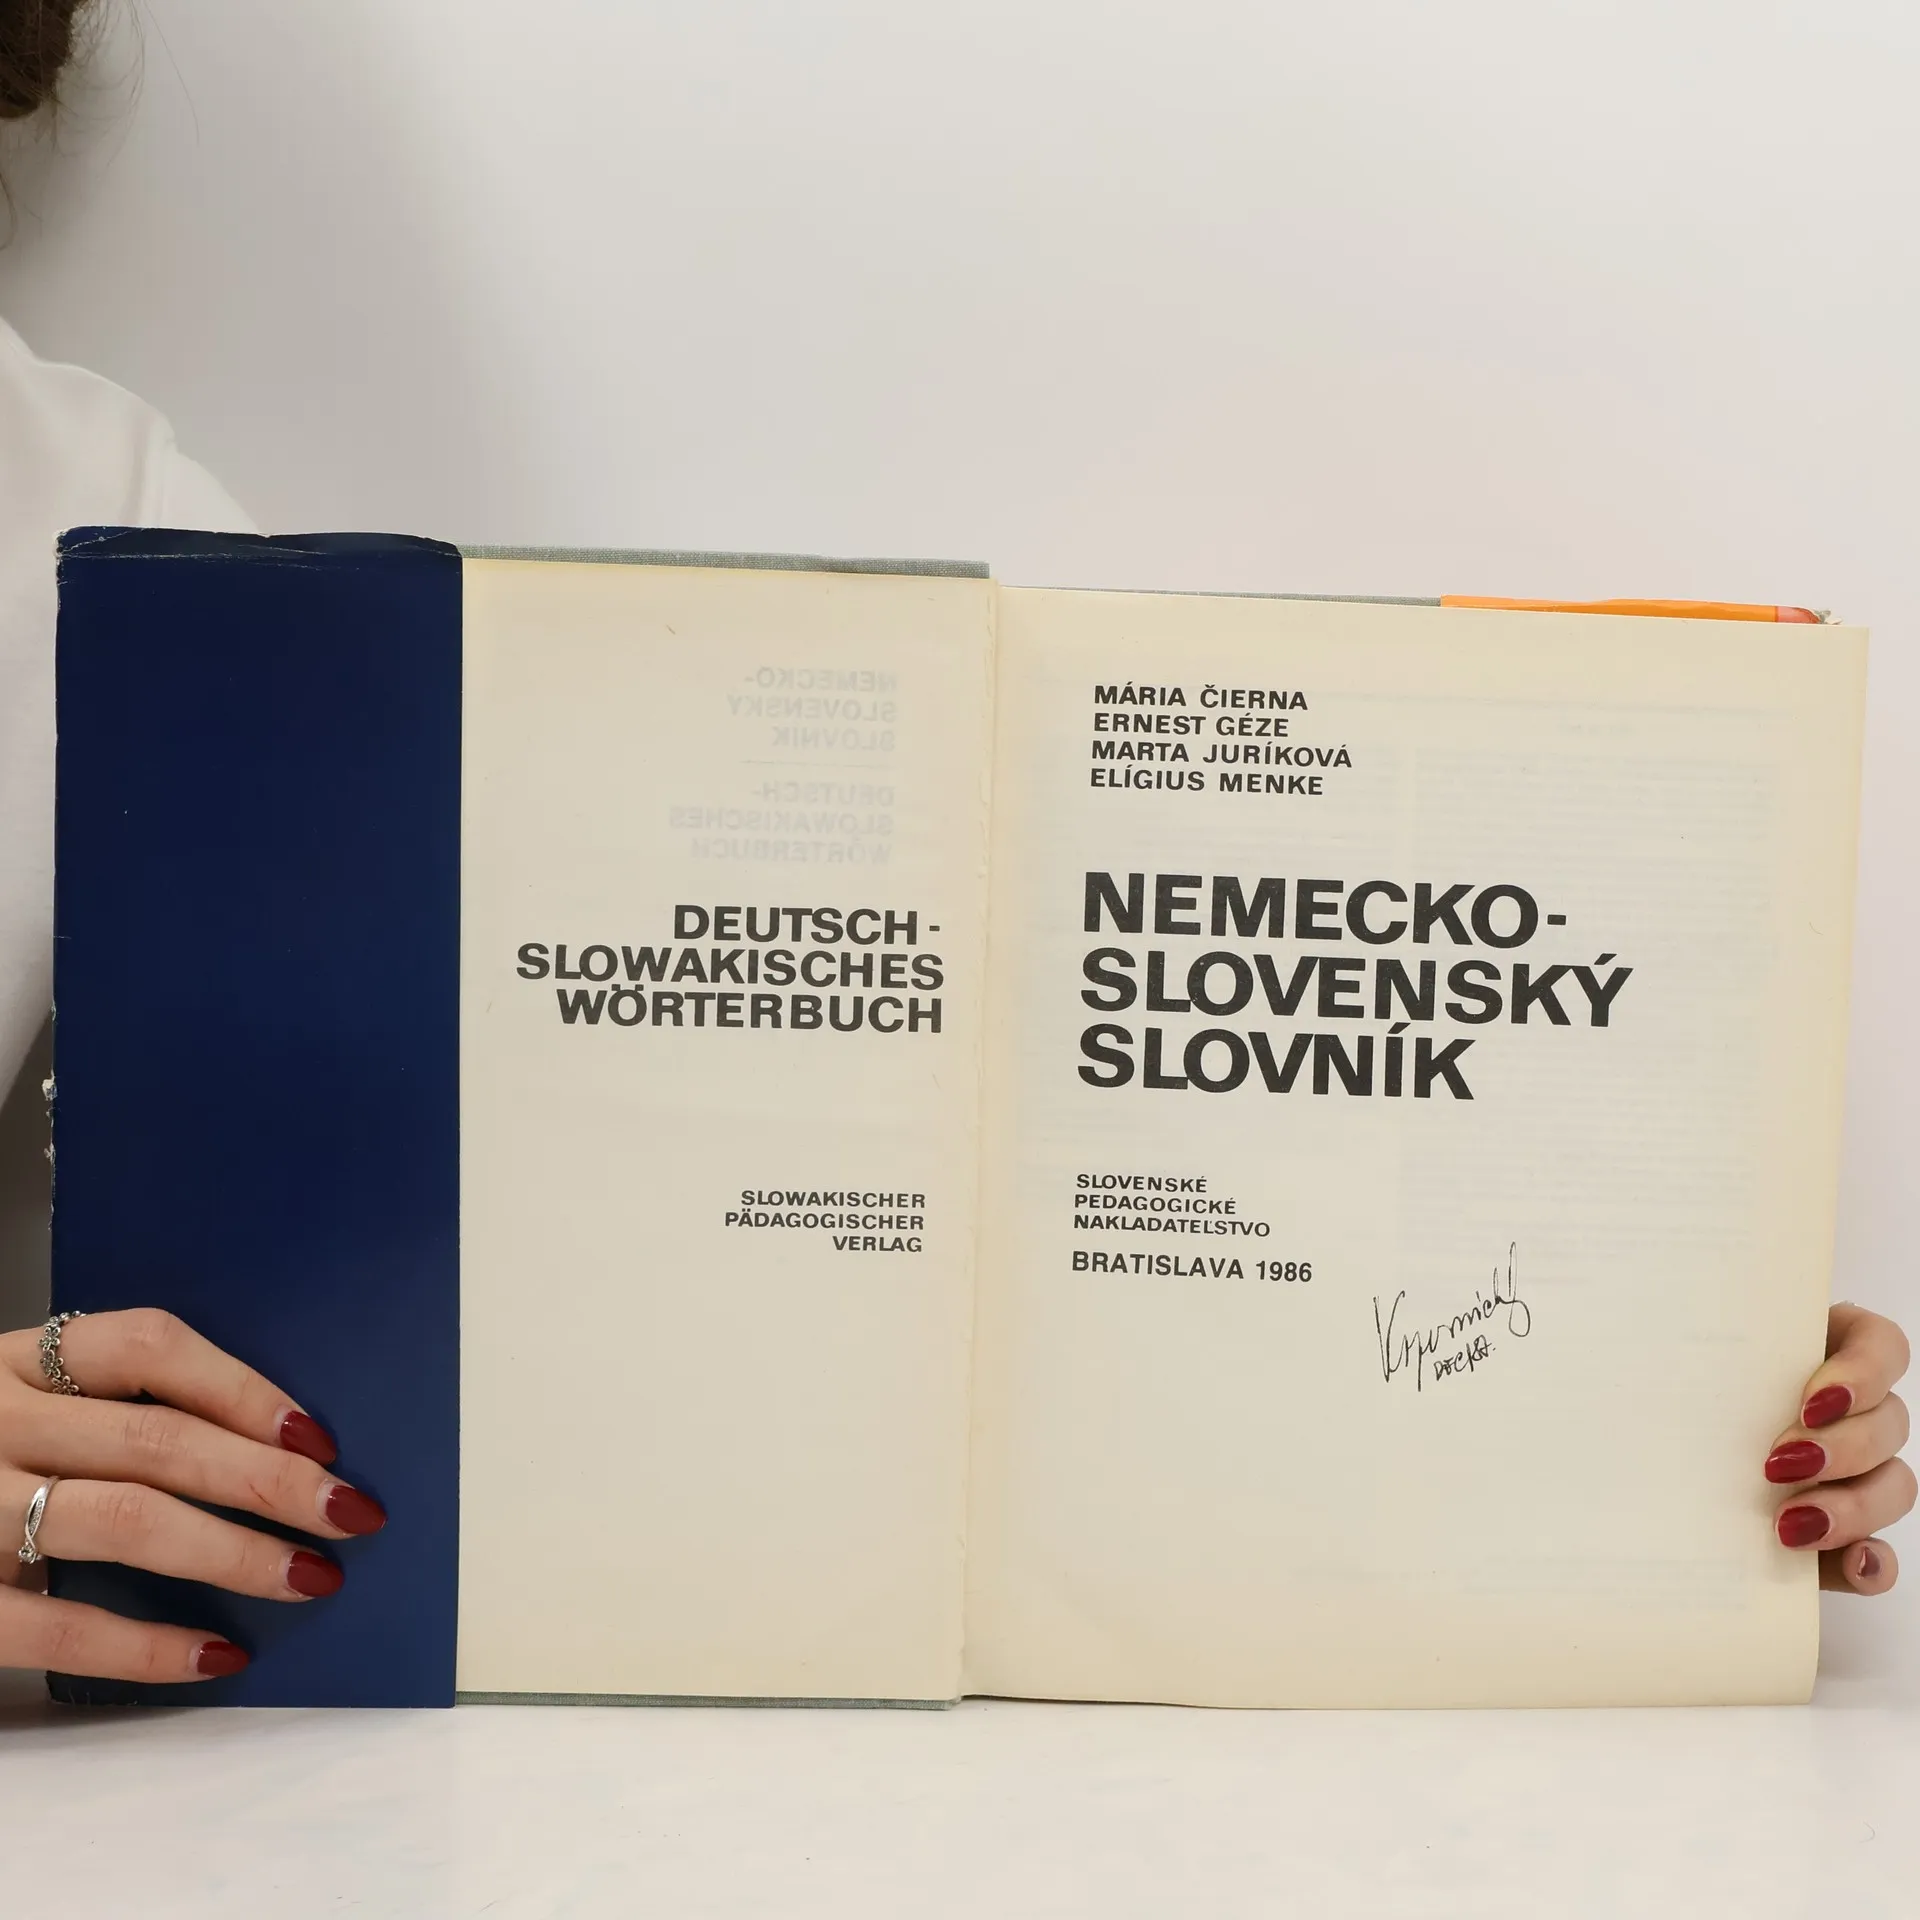 DEUTSCH-
SLOWAKISCHES
WÖRTERBUCH
SLOWAKISCHER
PÄDAGOGISCHER
VERLAG
MÁRIA ČIERNA
ERNEST GÉZE
MARTA JURÍKOVÁ
ELÍGIUS MENKE
NEMECKO-
SLOVENSKÝ
SLOVNÍK
SLOVENSKÉ
PEDAGOGICKÉ
NAKLADATEĽSTVO
BRATISLAVA 1986